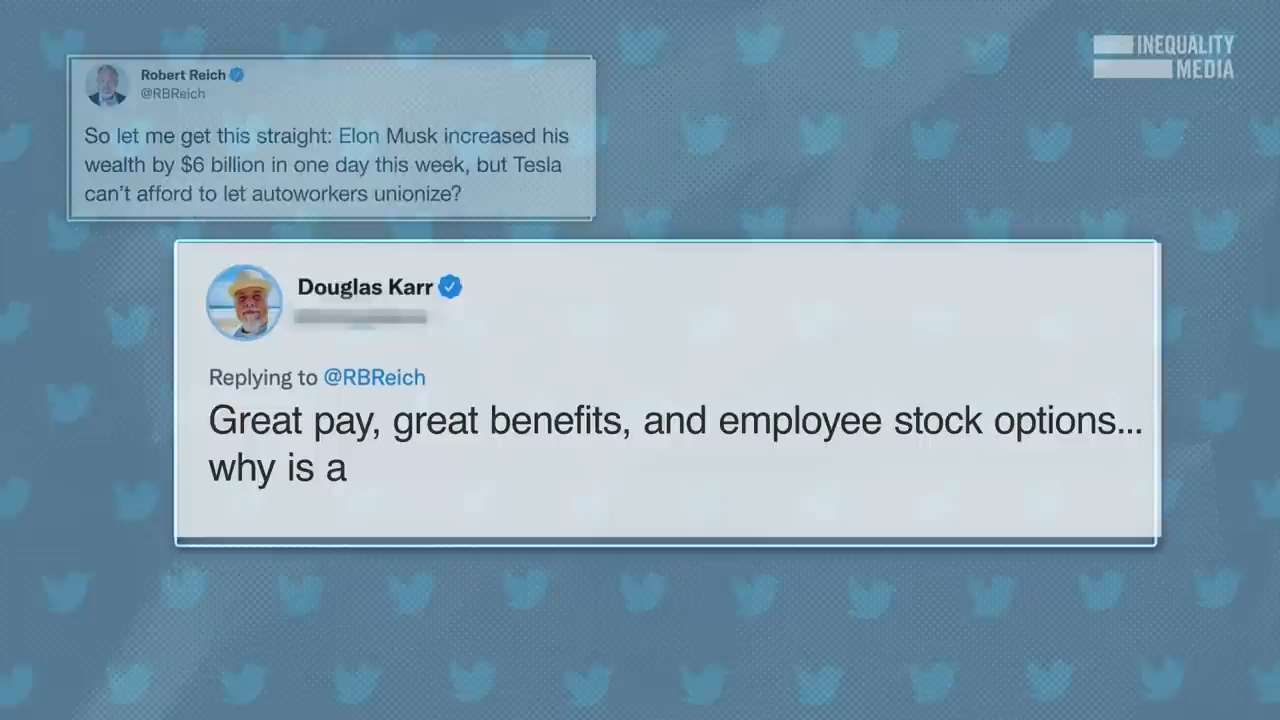 INEQUALITY
MEDIA
Robert Reich
@RBReich
So let me get this straight: Elon Musk increased his
wealth by $6 billion in one day this week, but Tesla
can’t afford to let autoworkers unionize?
Douglas Karr
Replying to @RBReich
Great pay, great benefits, and employee stock options...
why is a